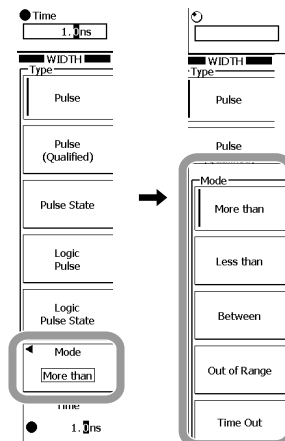 Time
1.0ns
WIDTH
Type
Pulse
Pulse
(Qualified)
Pulse State
Logic
Pulse
Logic
Pulse State
Mode
More than
Time
1.0ns
WIDTH
Type
Pulse
Pulse
Mode
More than
Less than
Between
Out of Range
Time Out